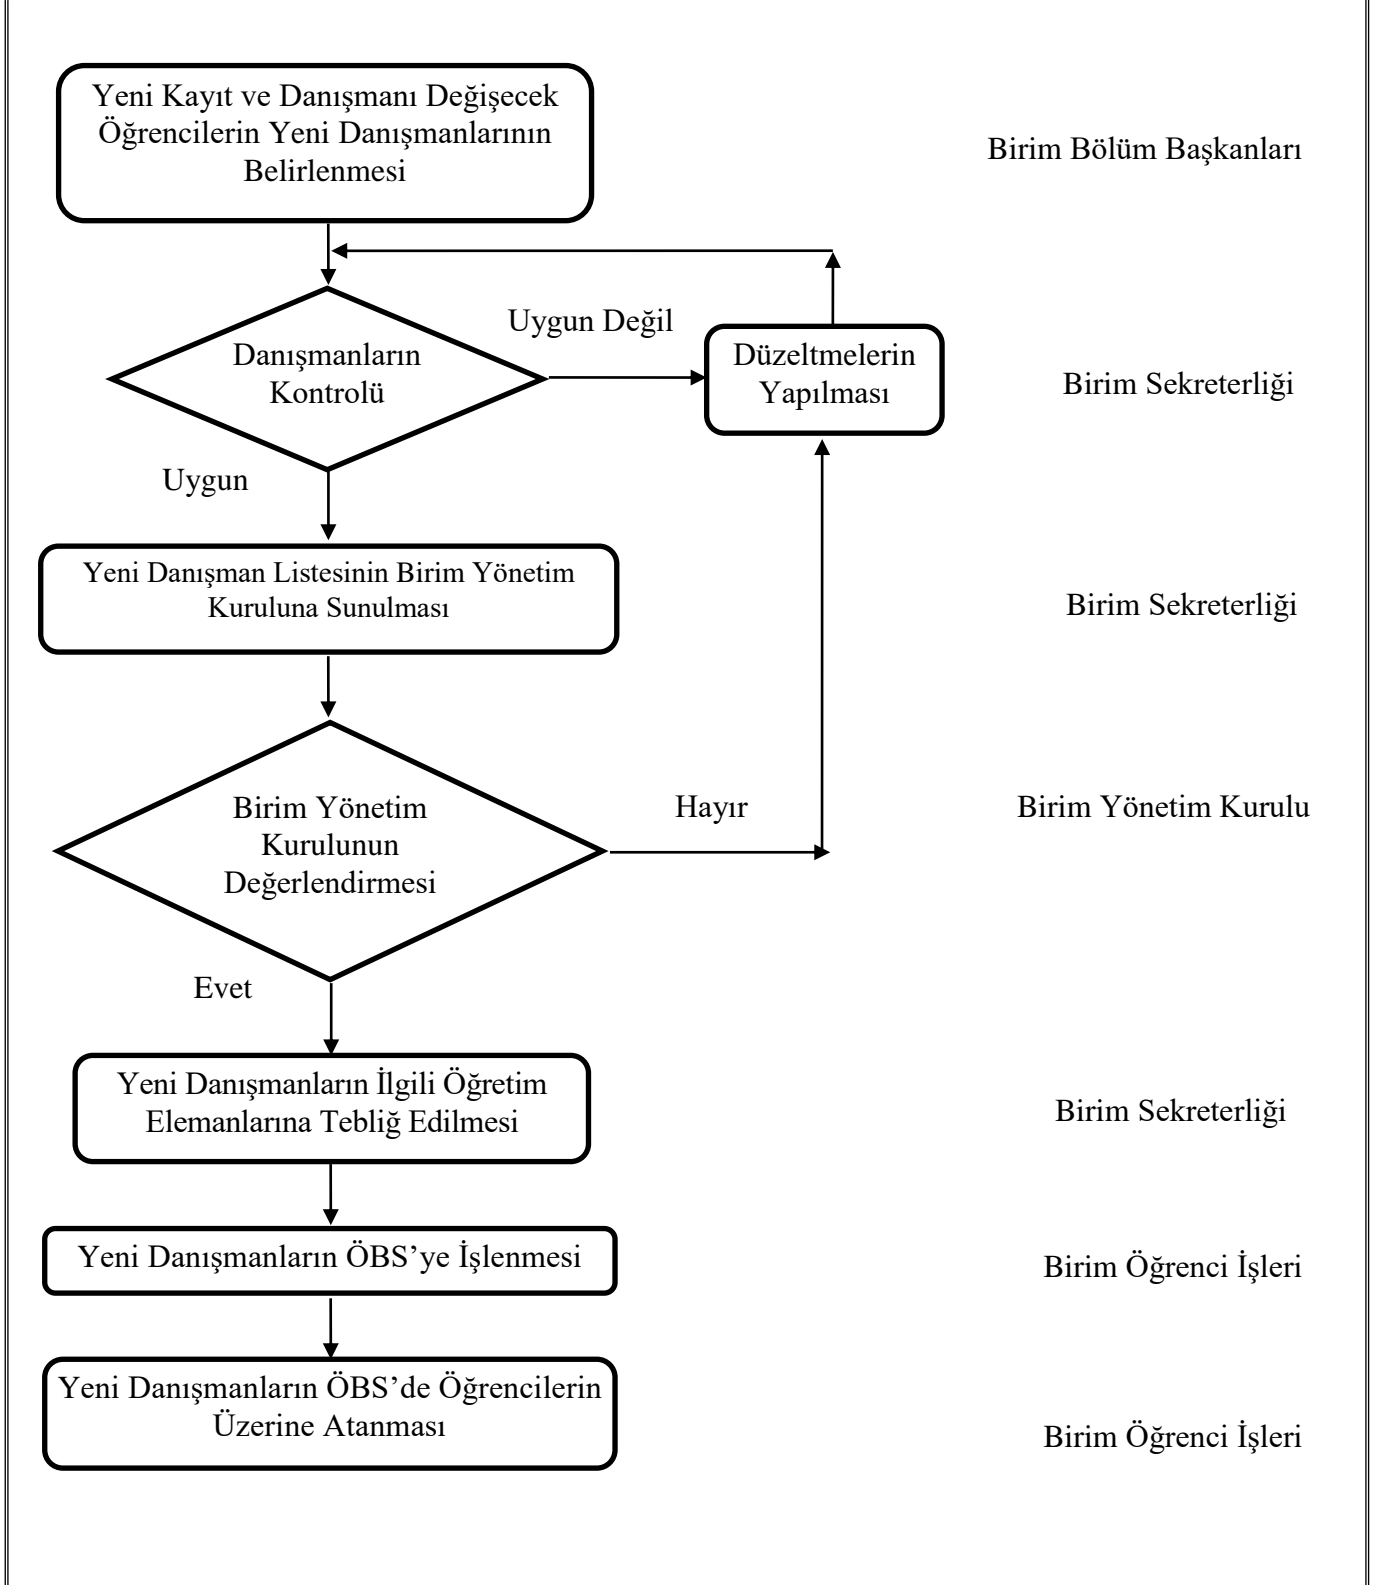 Yeni Kayıt ve Danışmanı Değişecek
Öğrencilerin Yeni Danışmanlarının
Belirlenmesi
Birim Bölüm Başkanları
Uygun Değil
Danışmanların
Kontrolü
Düzeltmelerin
Yapılması
Birim Sekreterliği
Uygun
Yeni Danışman Listesinin Birim Yönetim
Kuruluna Sunulması
Birim Sekreterliği
Birim Yönetim
Kurulunun
Değerlendirmesi
Hayır
Birim Yönetim Kurulu
Evet
Yeni Danışmanların İlgili Öğretim
Elemanlarına Tebliğ Edilmesi
Birim Sekreterliği
Yeni Danışmanların ÖBS’ye İşlenmesi
Birim Öğrenci İşleri
Yeni Danışmanların ÖBS’de Öğrencilerin
Üzerine Atanması
Birim Öğrenci İşleri